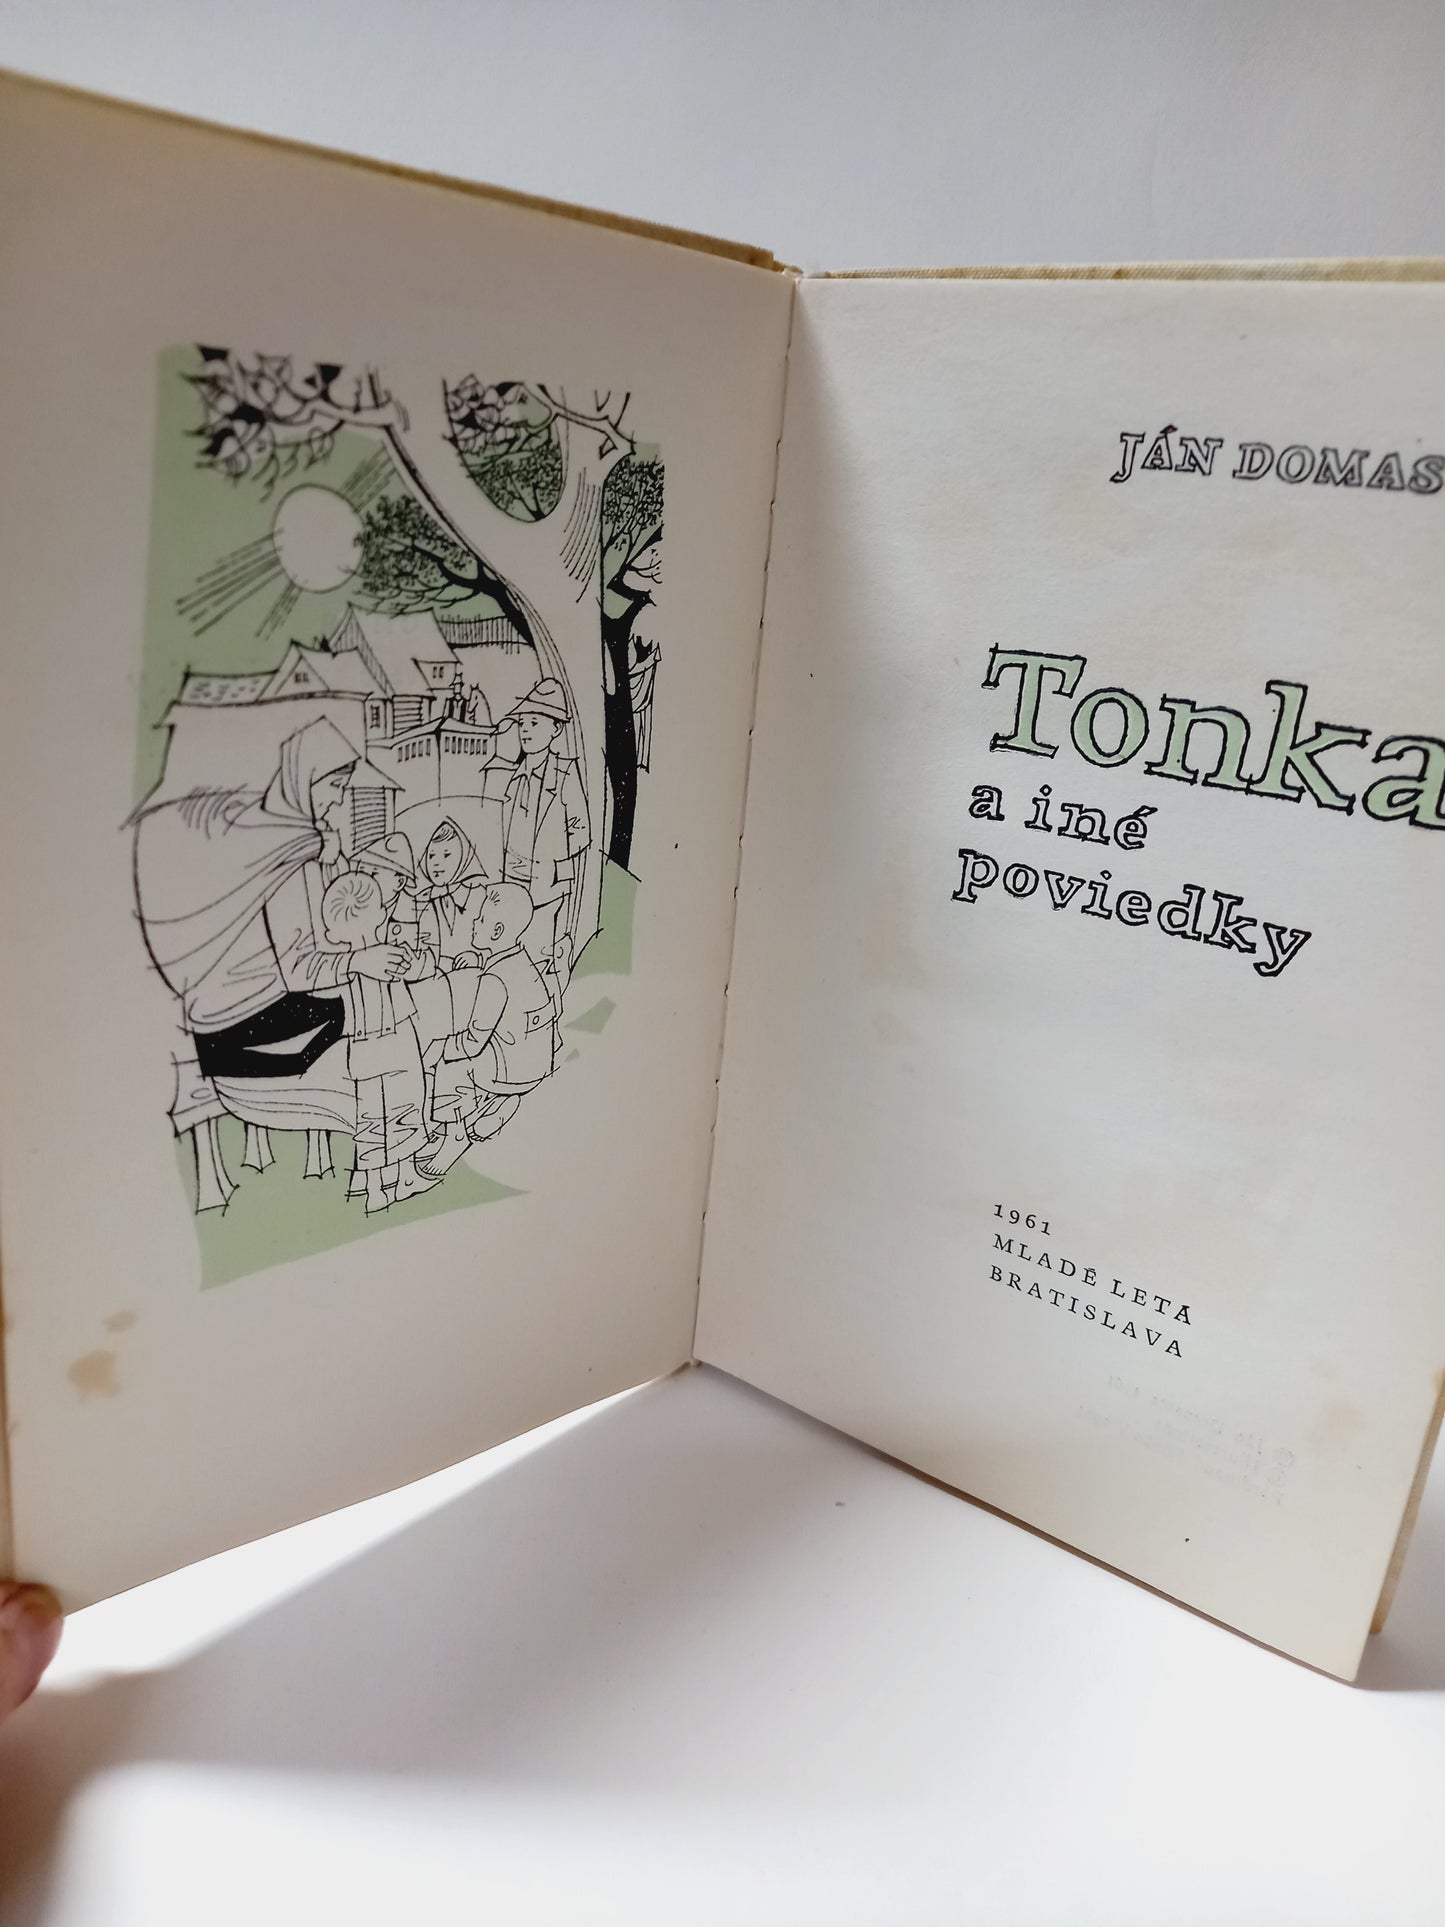 JÁN DOMAS
Tonka
a iné
poviedky
1961
MLADÉ LETÁ
BRATISLAVA